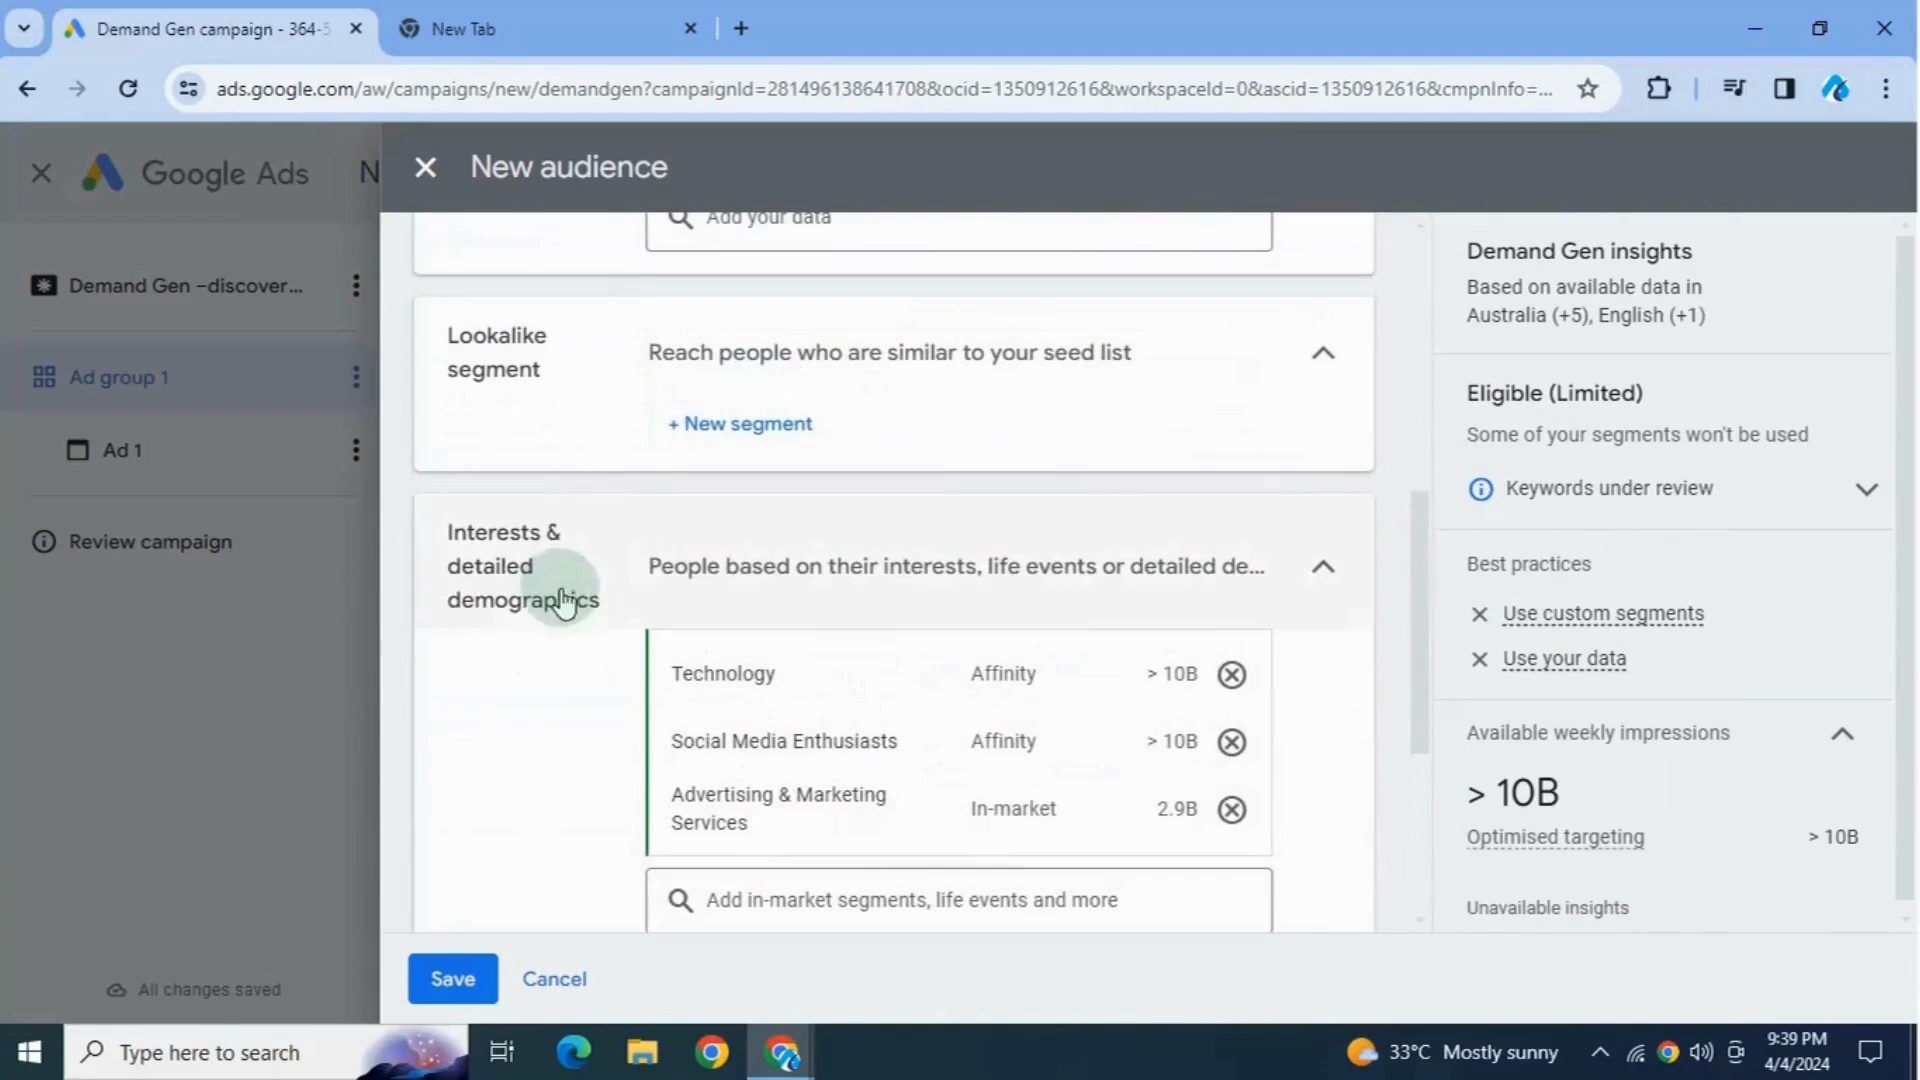 Demand Gen campaign - 364-5
New Tab
ads.google.com/aw/campaigns/new/demandgen?campaignId=281496138641708&ocid=1350912616&workspaceId=0&ascid=1350912616&cmpnInfo=...
Google Ads
N
New audience
Demand Gen –discover...
Ad group 1
Ad 1
Review campaign
All changes saved
Add your data
Lookalike
segment
Reach people who are similar to your seed list
+ New segment
Interests &
detailed
demographics
People based on their interests, life events or detailed de...
Technology Affinity > 10B
Social Media Enthusiasts Affinity > 10B
Advertising & Marketing
Services
In-market 2.9B
Add in-market segments, life events and more
Save Cancel
Demand Gen insights
Based on available data in
Australia (+5), English (+1)
Eligible (Limited)
Some of your segments won't be used
Keywords under review
Best practices
Use custom segments
Use your data
Available weekly impressions
> 10B
Optimised targeting > 10B
Unavailable insights
Type here to search
33°C Mostly sunny
9:39 PM
4/4/2024